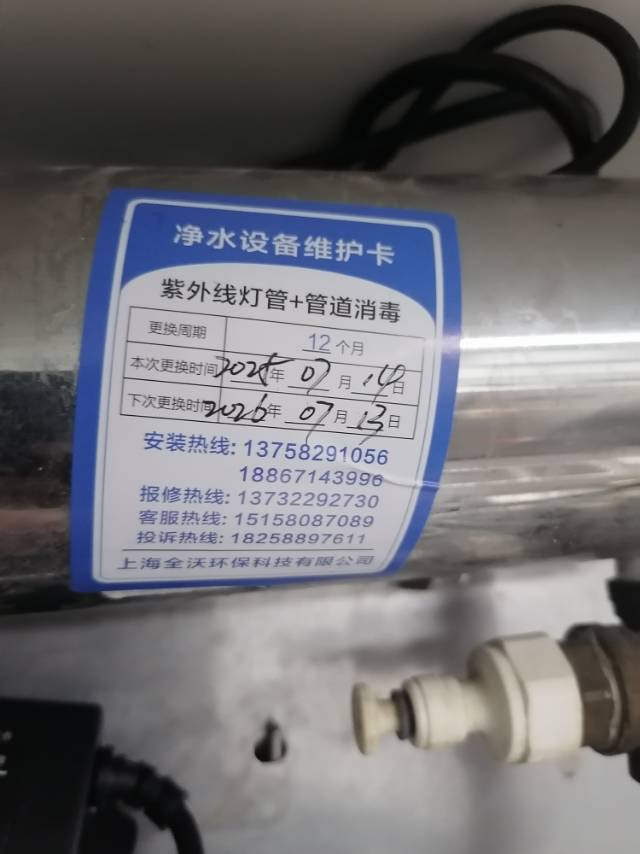 净水设备维护卡
紫外线灯管+管道消毒
更换周期 12个月
本次更换时间 2025年 07月 14日
下次更换时间 2026年 07月 13日
安装热线: 13758291056
18867143996
报修热线: 13732292730
客服热线: 15158087089
投诉热线: 18258897611
上海全沃环保科技有限公司